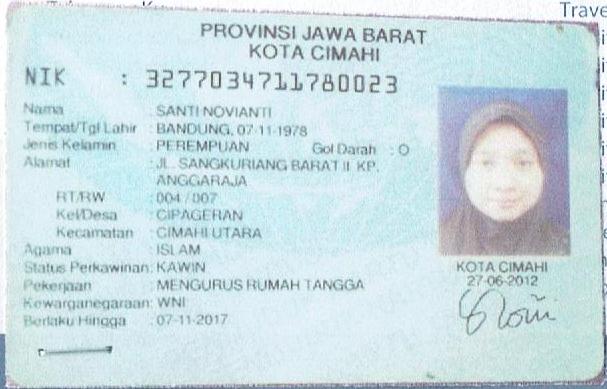 Trave
PROVINSI JAWA BARAT
KOTA CIMAHI
NIK : 3277034711780023
Nama : SANTI NOVIANTI
Tempat/Tgl Lahir : BANDUNG, 07-11-1978
Jenis Kelamin : PEREMPUAN Gol Darah : O
Alamat : JL. SANGKURIANG BARAT II KP.
ANGGARAJA
RT/RW : 004 / 007
Kel/Desa : CIPAGERAN
Kecamatan : CIMAHI UTARA
Agama : ISLAM
Status Perkawinan: KAWIN
Pekerjaan : MENGURUS RUMAH TANGGA
Kewarganegaraan: WNI
Berlaku Hingga : 07-11-2017
KOTA CIMAHI
27-06-2012